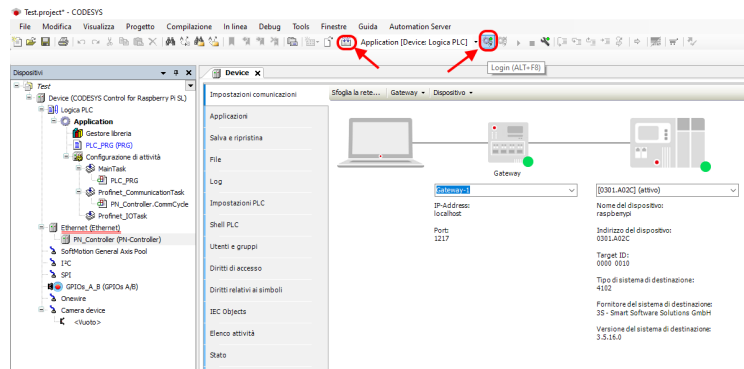 Test.project* - CODESYS
File Modifica Visualizza Progetto Compilazione In linea Debug Tools Finestre Guida Automation Server
Application [Device: Logica PLC]
Login (ALT+F8)
Dispositivi
Device
Test
Device (CODESYS Control for Raspberry Pi SL)
Logica PLC
Application
Gestore libreria
PLC_PRG (PRG)
Configurazione di attività
MainTask
PLC_PRG
Profinet_CommunicationTask
PN_Controller.CommCycle
Profinet_IOTask
Ethernet (Ethernet)
PN_Controller (PN-Controller)
SoftMotion General Axis Pool
I²C
SPI
GPIOs_A_B (GPIOs A/B)
Onewire
Camera device
<Vuoto>
Impostazioni comunicazioni
Applicazioni
Salva e ripristina
File
Log
Impostazioni PLC
Shell PLC
Utenti e gruppi
Diritti di accesso
Diritti relativi ai simboli
IEC Objects
Elenco attività
Stato
Sfoglia la rete... Gateway Dispositivo
Gateway
Gateway-1
IP-Address:
localhost
Port:
1217
[0301.A02C] (attivo)
Nome del dispositivo:
raspberrypi
Indirizzo del dispositivo:
0301.A02C
Target ID:
0000 0010
Tipo di sistema di destinazione:
4102
Fornitore del sistema di destinazione:
3S - Smart Software Solutions GmbH
Versione del sistema di destinazione:
3.5.16.0